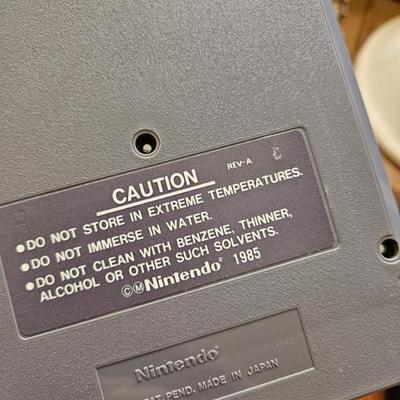 REV-A
CAUTION
•DO NOT STORE IN EXTREME TEMPERATURES.
•DO NOT IMMERSE IN WATER.
•DO NOT CLEAN WITH BENZENE, THINNER,
ALCOHOL OR OTHER SUCH SOLVENTS.
©Ⓜ Nintendo® 1985
Nintendo®
PAT. PEND. MADE IN JAPAN